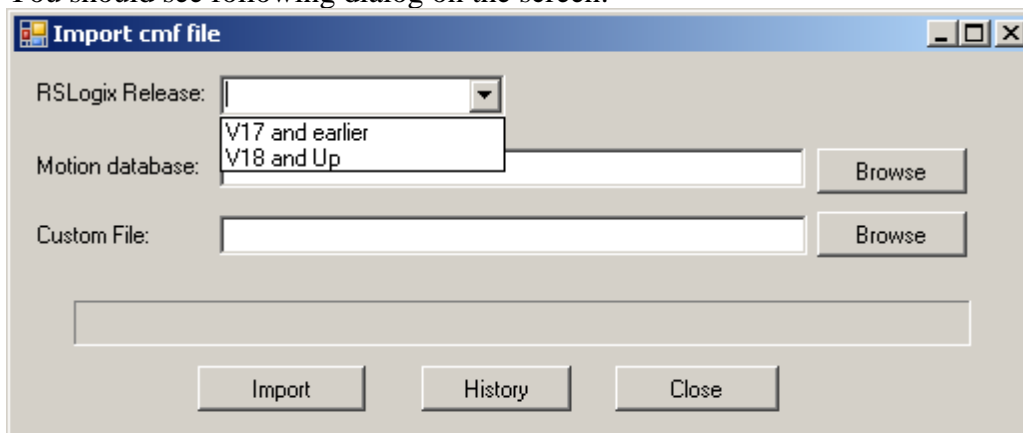 You should see following dialog on the screen:
Import cmf file
RSLogix Release:
V17 and earlier
V18 and Up
Motion database:
Browse
Custom File:
Browse
Import History Close